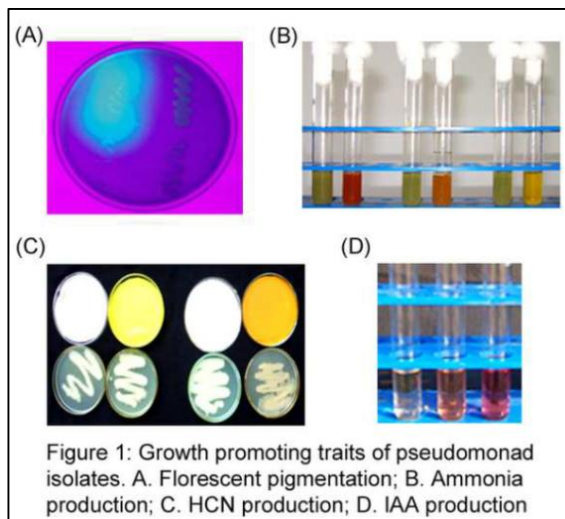 (A)
(B)
(C)
(D)
Figure 1: Growth promoting traits of pseudomonad
isolates. A. Florescent pigmentation; B. Ammonia
production; C. HCN production; D. IAA production